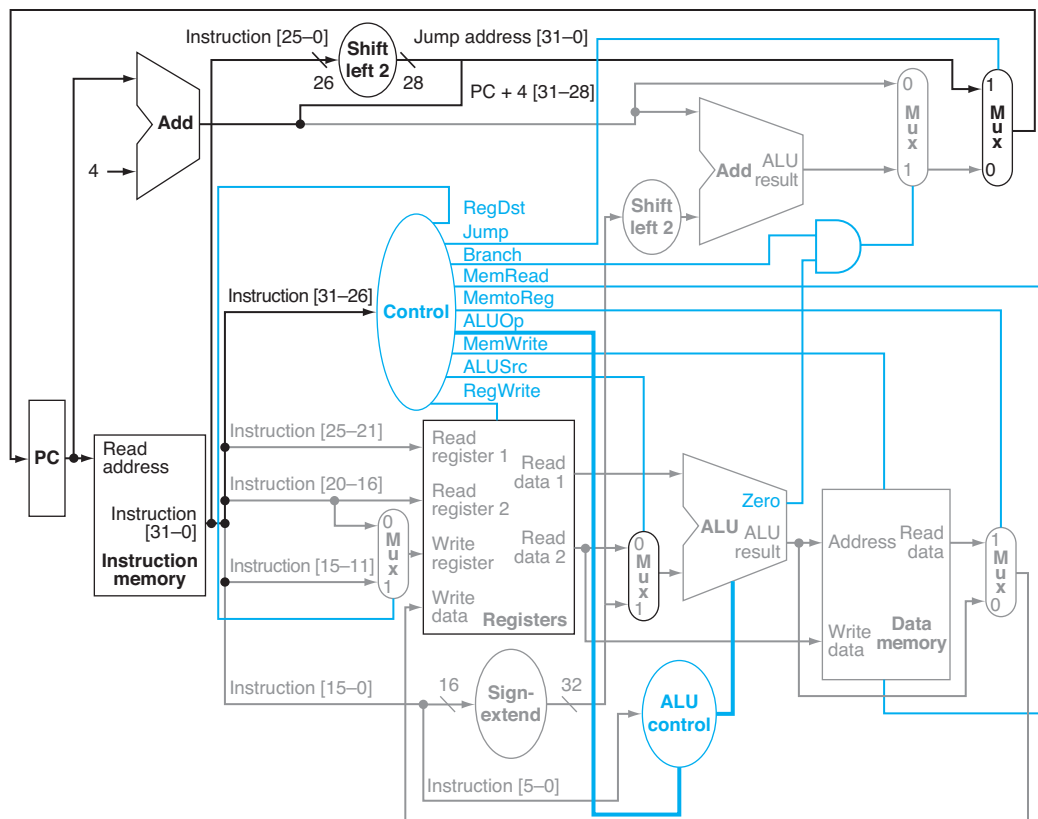 Instruction [25–0]
Shift
left 2
Jump address [31–0]
26
28
PC + 4 [31–28]
Add
4
0
M
u
x
1
1
M
u
x
0
Add
ALU
result
Shift
left 2
RegDst
Jump
Branch
MemRead
MemtoReg
ALUOp
MemWrite
ALUSrc
RegWrite
Instruction [31–26]
Control
PC
Read
address
Instruction
[31–0]
Instruction
memory
Instruction [25–21]
Instruction [20–16]
Instruction [15–11]
0
M
u
x
1
Read
register 1
Read
register 2
Write
register
Write
data
Read
data 1
Read
data 2
Registers
0
M
u
x
1
Zero
ALU
ALU
result
Address
Read
data
Write
data
Data
memory
1
M
u
x
0
Instruction [15–0]
16
Sign-
extend
32
ALU
control
Instruction [5–0]